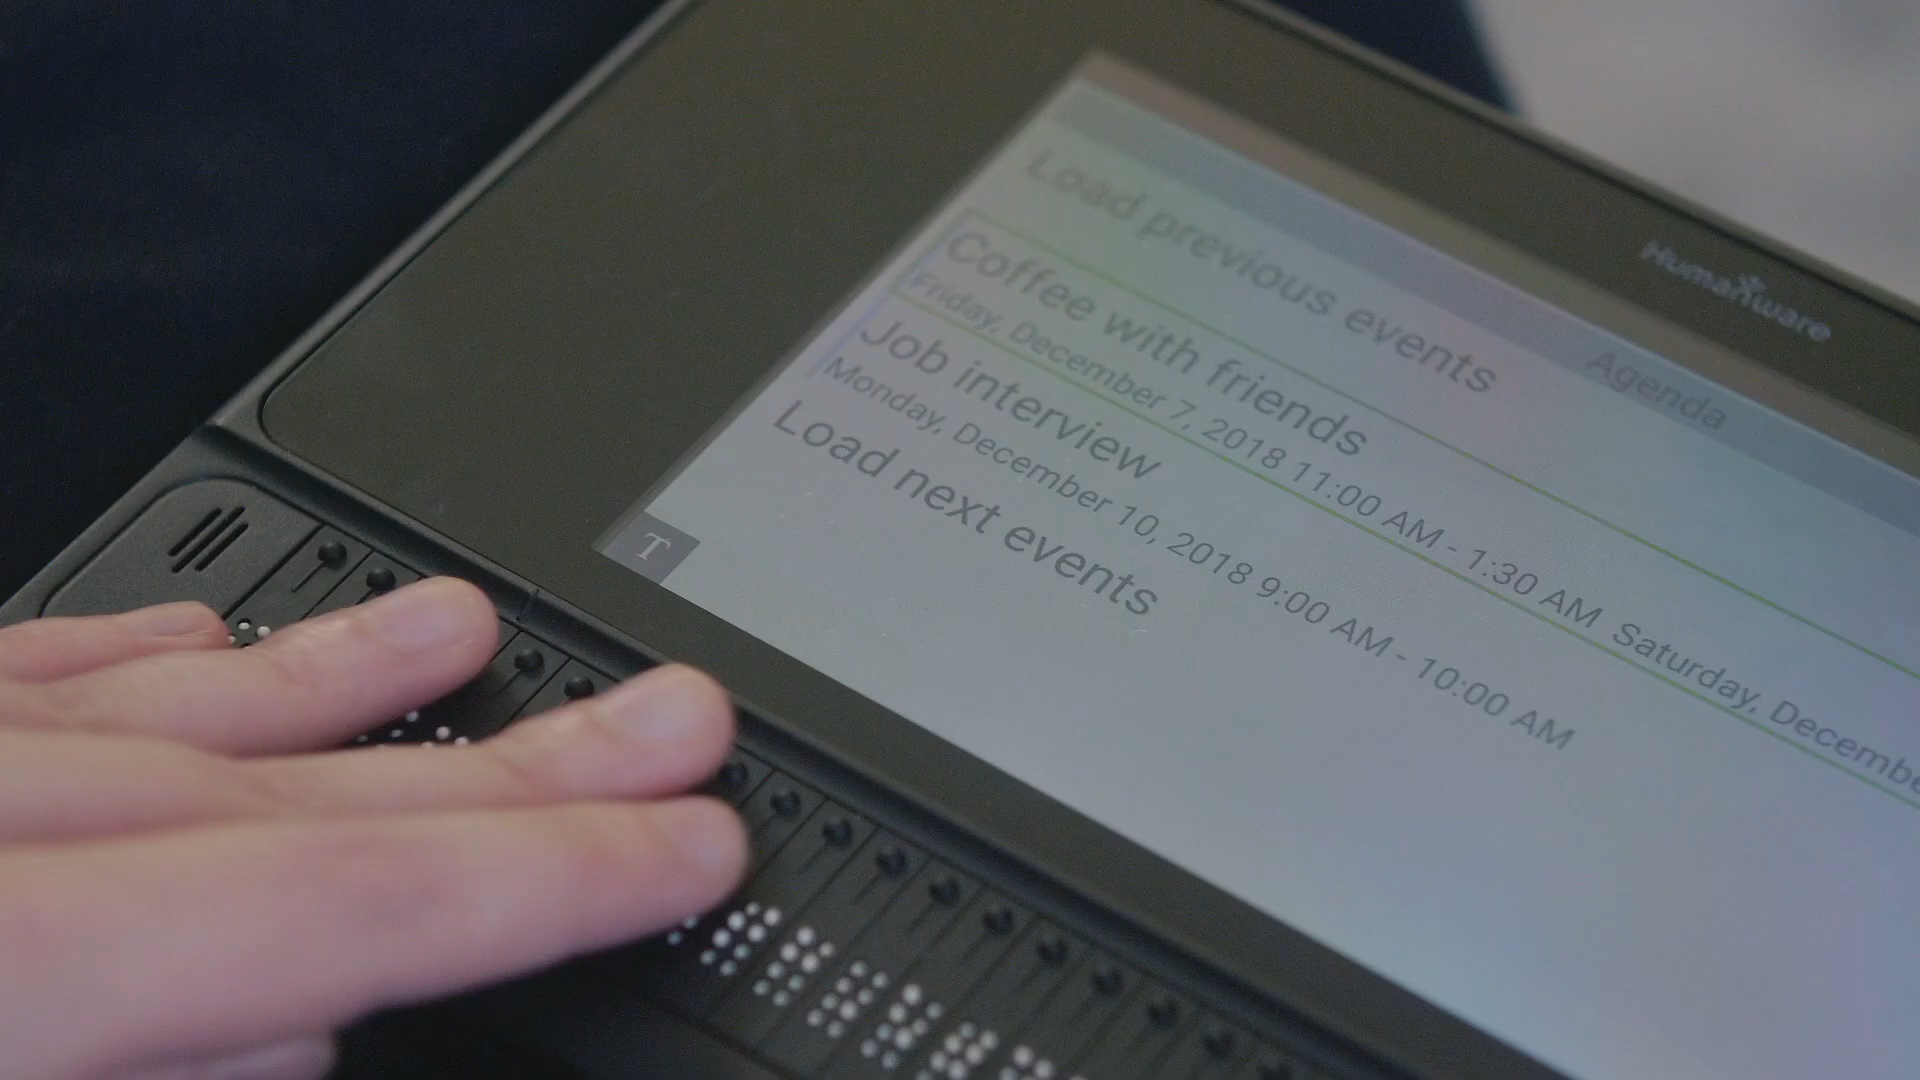 HumanWare
Agenda
Load previous events
Coffee with friends
Friday, December 7, 2018 11:00 AM - 1:30 AM Saturday,
Job interview
Monday, December 10, 2018 9:00 AM - 10:00 AM
Load next events
T